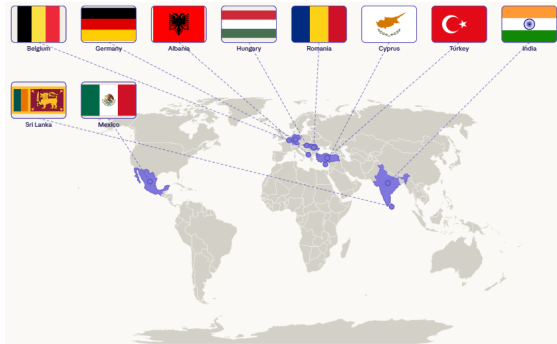 Belgium
Germany
Albania
Hungary
Romania
Cyprus
Turkey
India
Sri Lanka
Mexico